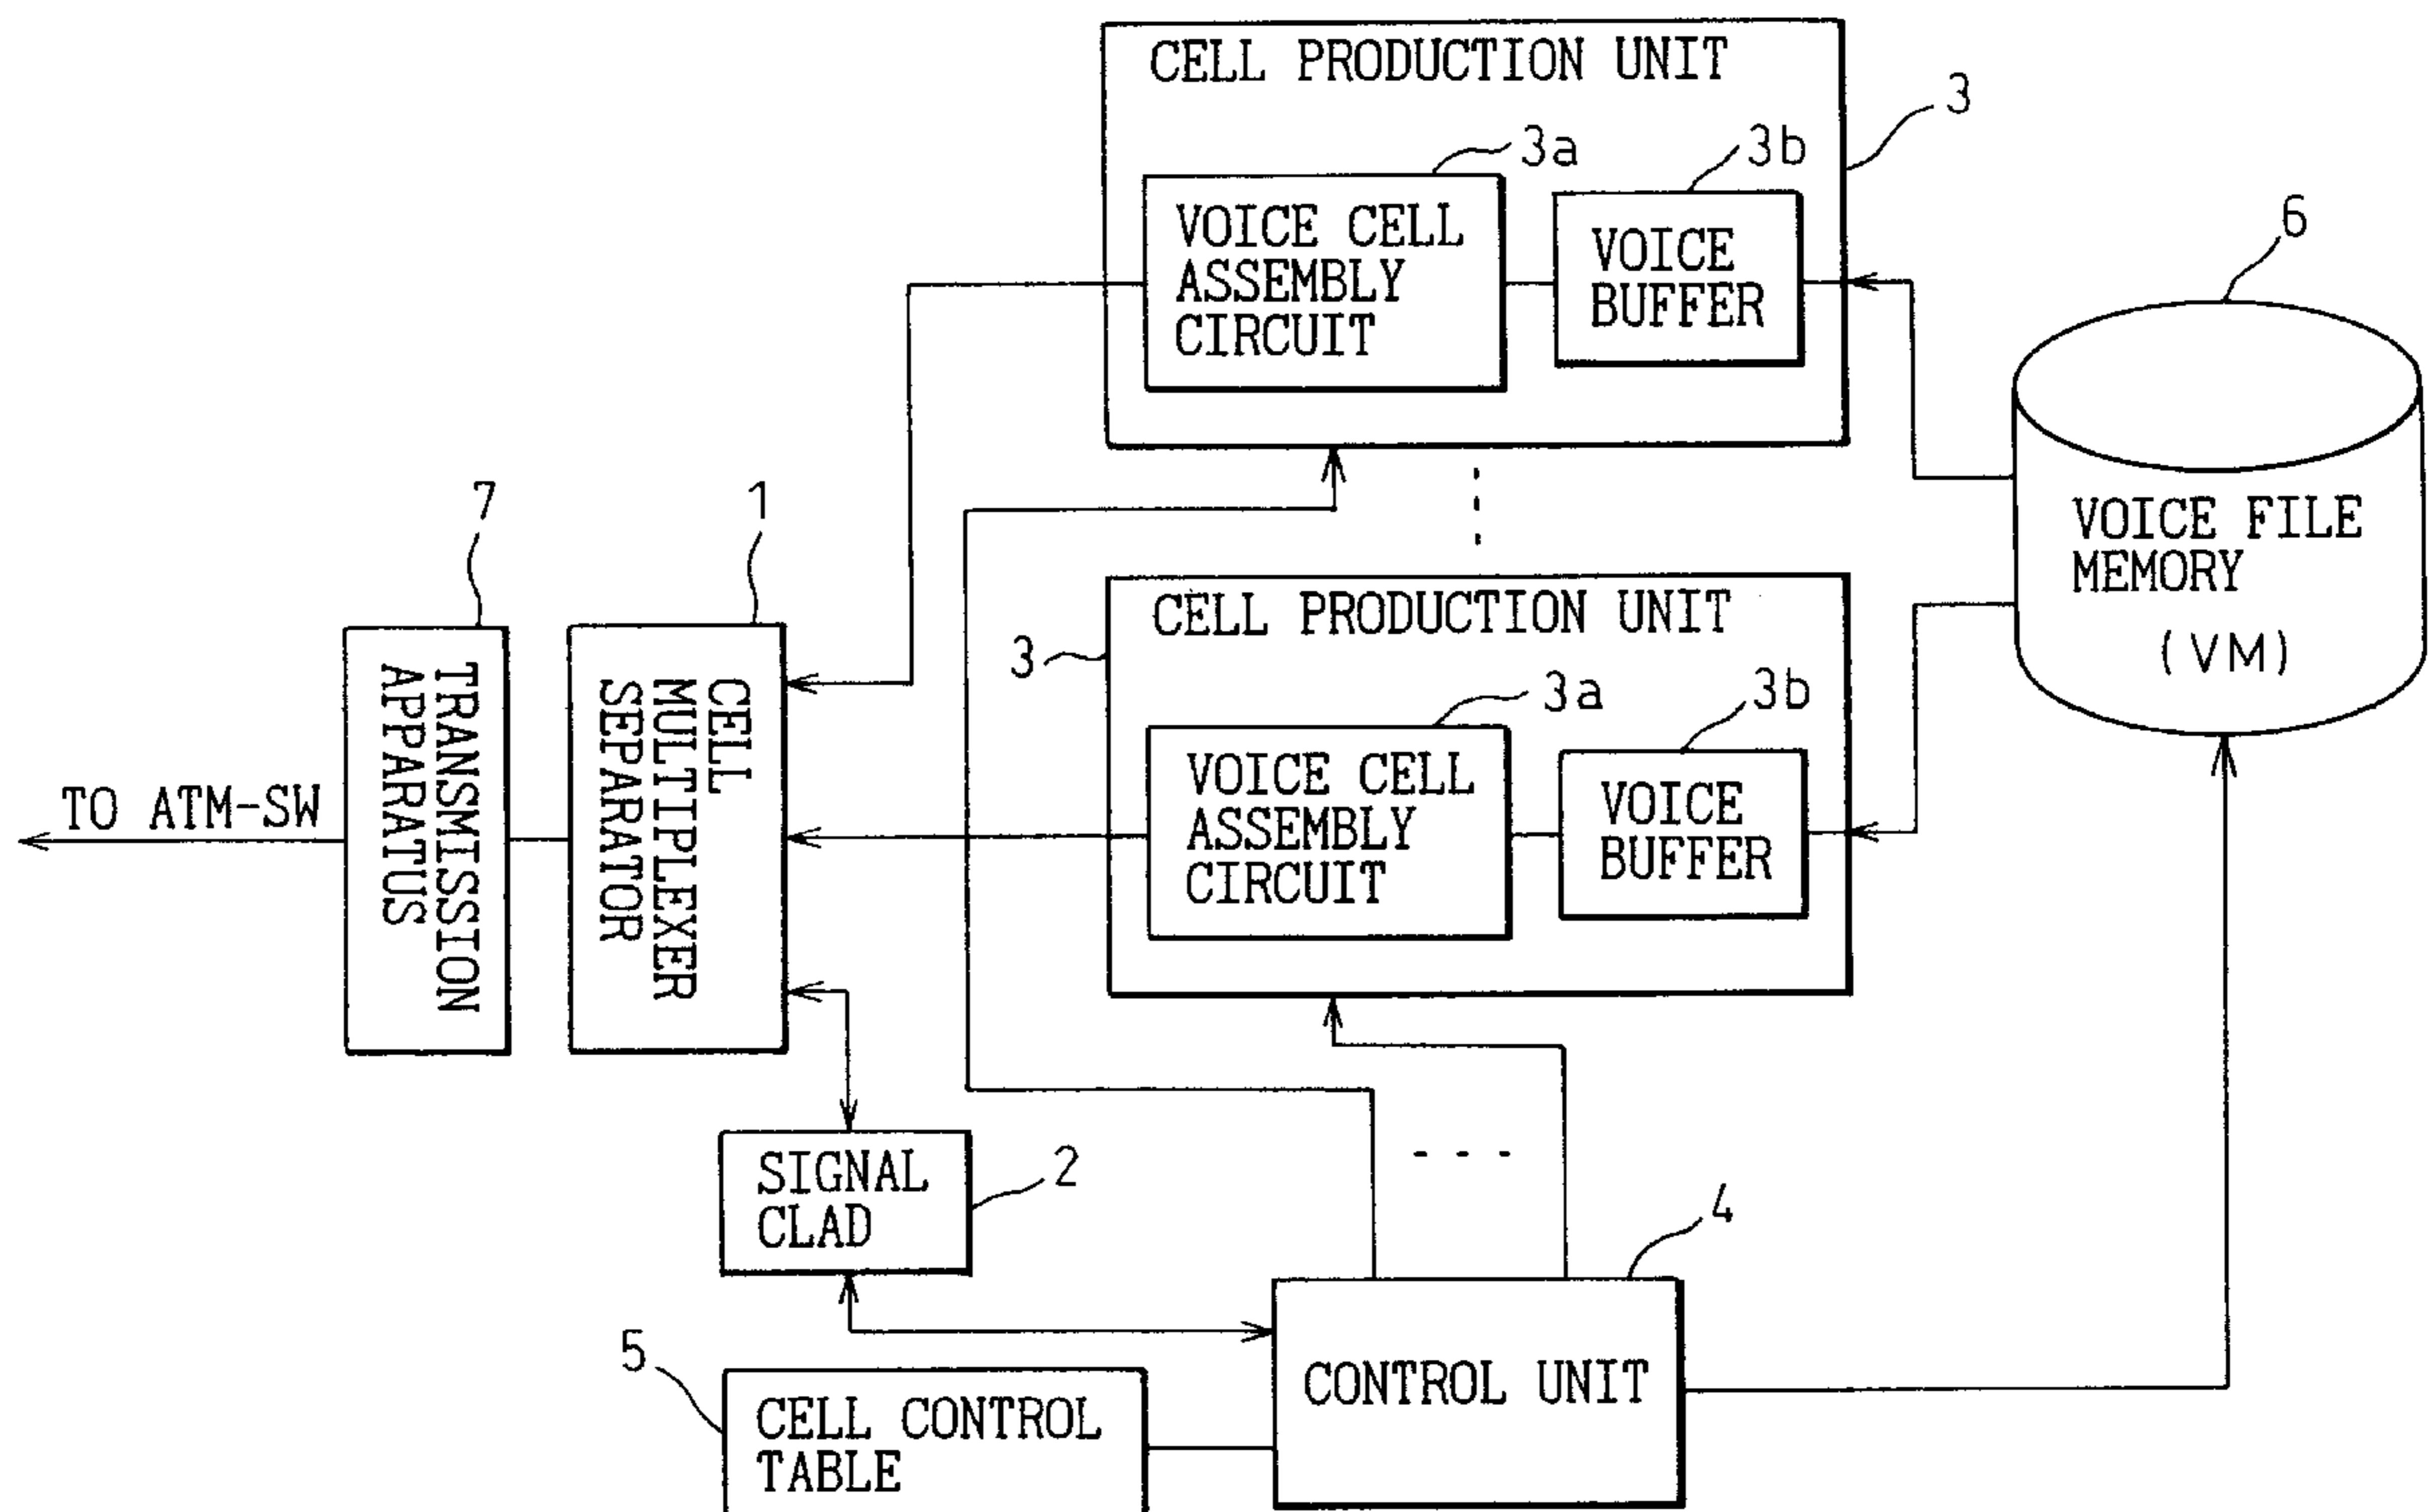 CELL PRODUCTION UNIT
3
3a
3b
VOICE CELL
ASSEMBLY
CIRCUIT
VOICE
BUFFER
6
VOICE FILE
MEMORY
(VM)
7
1
CELL PRODUCTION UNIT
3
3a
3b
VOICE CELL
ASSEMBLY
CIRCUIT
VOICE
BUFFER
TRANSMISSION
APPARATUS
CELL
MULTIPLEXER
SEPARATOR
TO ATM-SW
SIGNAL
CLAD
2
4
CONTROL UNIT
5
CELL CONTROL
TABLE